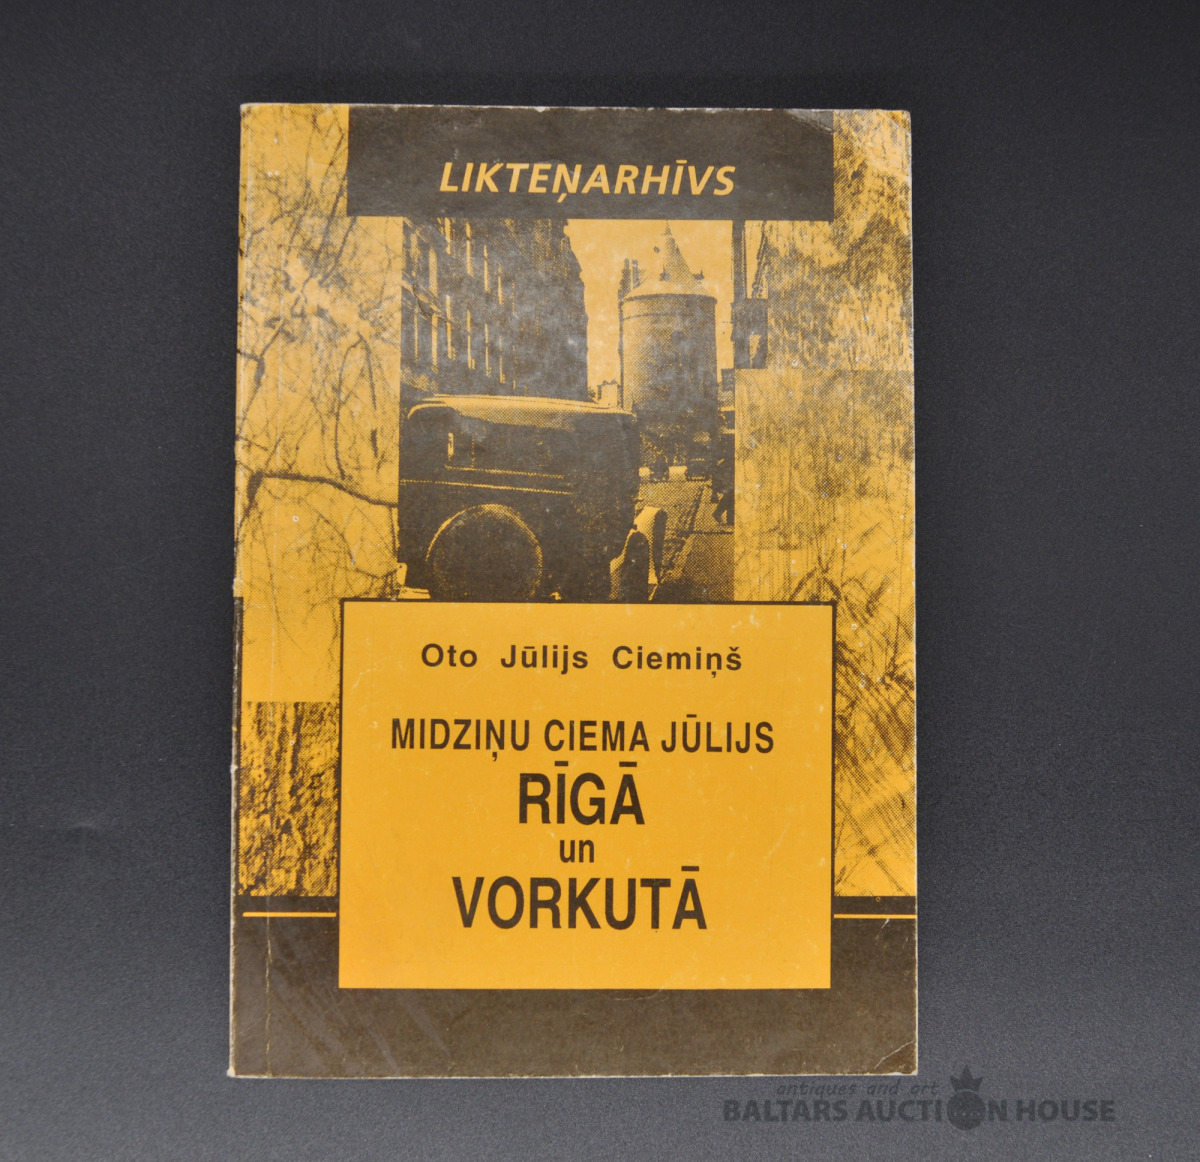 LIKTEŅARHĪVS
Oto Jūlijs Ciemiņš
MIDZIŅU CIEMA JŪLIJS
RĪGĀ
un
VORKUTĀ
antiques and art
BALTARS AUCTION HOUSE